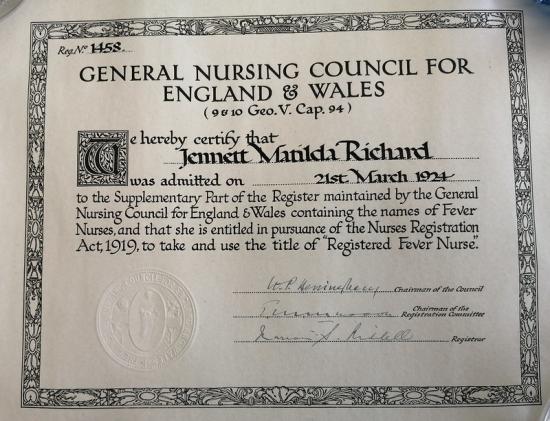 Reg. No. 1458.
GENERAL NURSING COUNCIL FOR
ENGLAND & WALES
(9 & 10 Geo. V. Cap. 94)
We hereby certify that
Jennett Matilda Richard
was admitted on 21st March 1924
to the Supplementary Part of the Register maintained by the General
Nursing Council for England & Wales containing the names of Fever
Nurses, and that she is entitled in pursuance of the Nurses Registration
Act, 1919, to take and use the title of "Registered Fever Nurse".
Chairman of the Council
Chairman of the
Registration Committee
Registrar